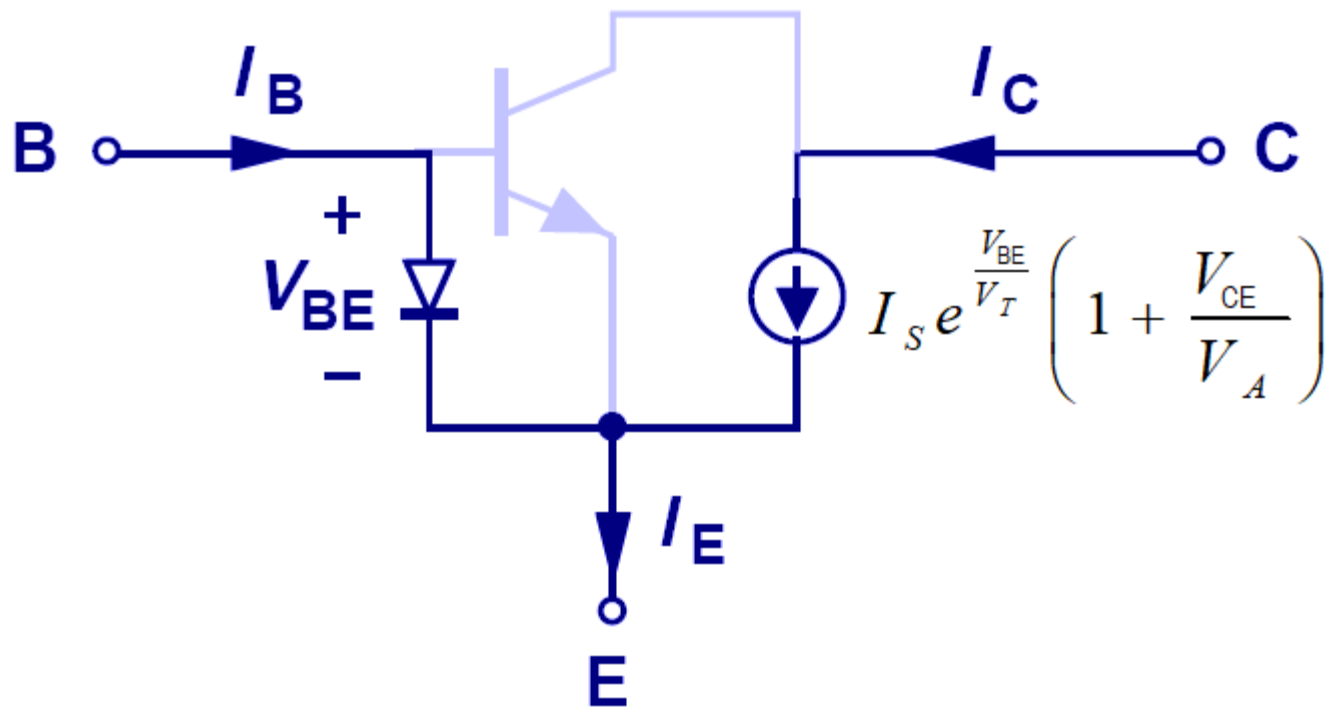 I_B
I_C
B
C
+
V_BE
−
I_S e^{V_BE/V_T} (1 + V_CE/V_A)
I_E
E